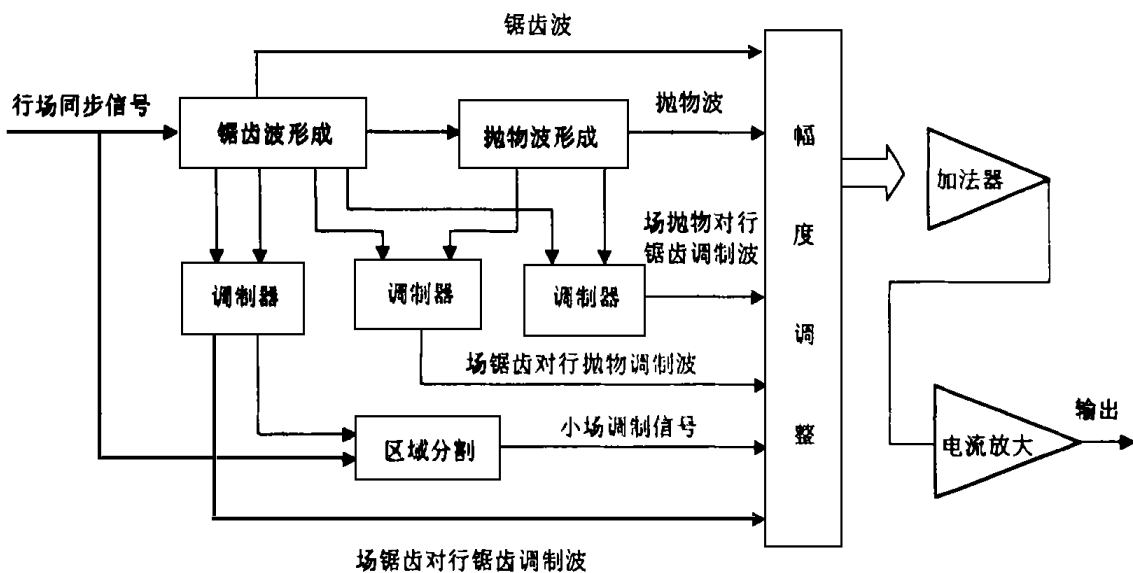 锯齿波
行场同步信号
锯齿波形成
抛物波形成
抛物波
幅度调整
加法器
场抛物对行
锯齿调制波
调制器
调制器
调制器
场锯齿对行抛物调制波
区域分割
小场调制信号
电流放大
输出
场锯齿对行锯齿调制波